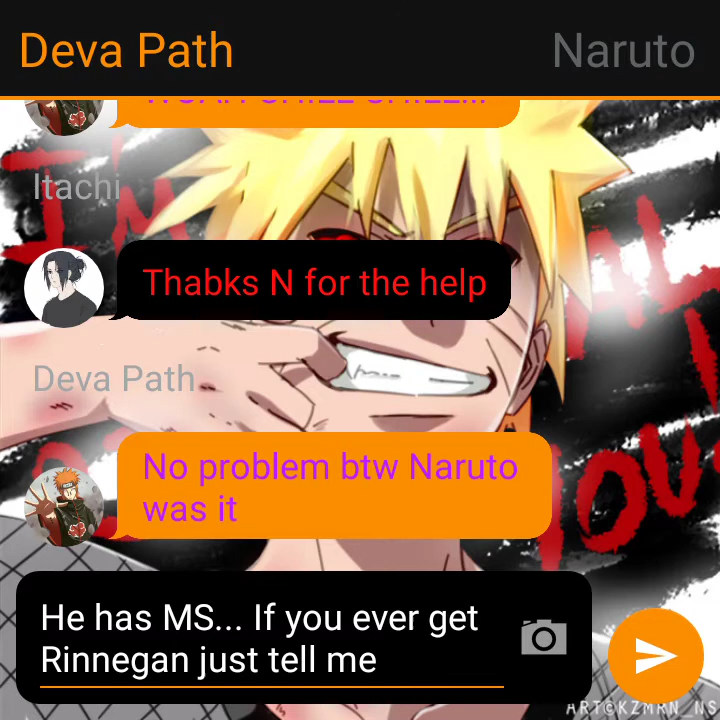 Deva Path
Naruto
Itachi
Thabks N for the help
Deva Path
No problem btw Naruto
was it
He has MS... If you ever get
Rinnegan just tell me
ART©KZMRN_NS